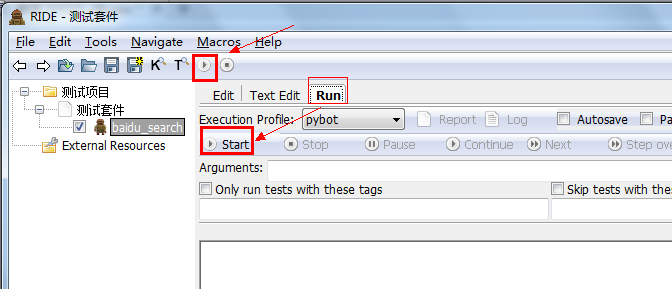 RIDE - 测试套件
File Edit Tools Navigate Macros Help
测试项目
测试套件
baidu_search
External Resources
Edit Text Edit Run
Execution Profile: pybot Report Log Autosave Pa
Start Stop Pause Continue Next Step ove
Arguments:
Only run tests with these tags Skip tests with these